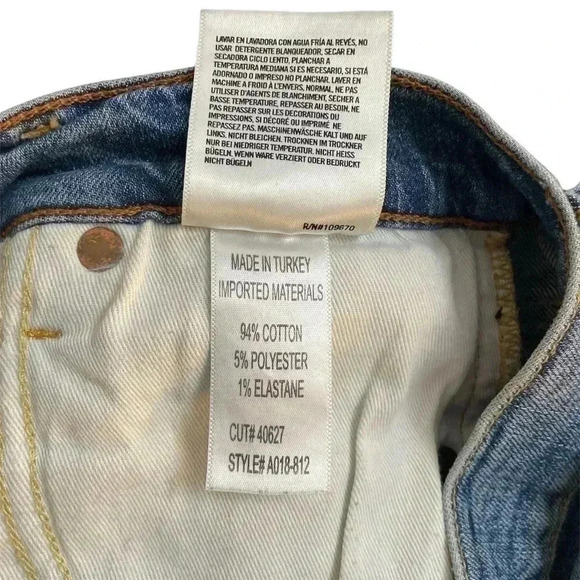 LAVAR EN LAVADORA CON AGUA FRÍA AL REVÉS, NO
USAR DETERGENTE BLANQUEADOR, SECAR EN
SECADORA CICLO LENTO, PLANCHAR A
TEMPERATURA MEDIANA SI ES NECESARIO, SI ESTÁ
ADORNADO O IMPRESO NO PLANCHAR. LAVER EN
MACHINE A FROID À L'ENVERS, NORMAL, NE PAS
UTILISER D'AGENTS DE BLANCHIMENT, SECHER A
BASSE TEMPERATURE, REPASSER AU BESOIN, NE
PAS REPASSER SUR LES DECORATIONS OU
IMPRESSIONS, SI DÉCORÉ OU IMPRIMÉ NE
REPASSEZ PAS. MASCHINENWÄSCHE KALT UND AUF
LINKS. NICHT BLEICHEN. TROCKNEN IM TROCKNER
NUR BEI NIEDRIGER TEMPERATUR. NICHT HEISS
BÜGELN. WENN WARE VERZIERT ODER BEDRUCKT
NICHT BÜGELN
R/N#109670
MADE IN TURKEY
IMPORTED MATERIALS
94% COTTON
5% POLYESTER
1% ELASTANE
CUT# 40627
STYLE# A018-812